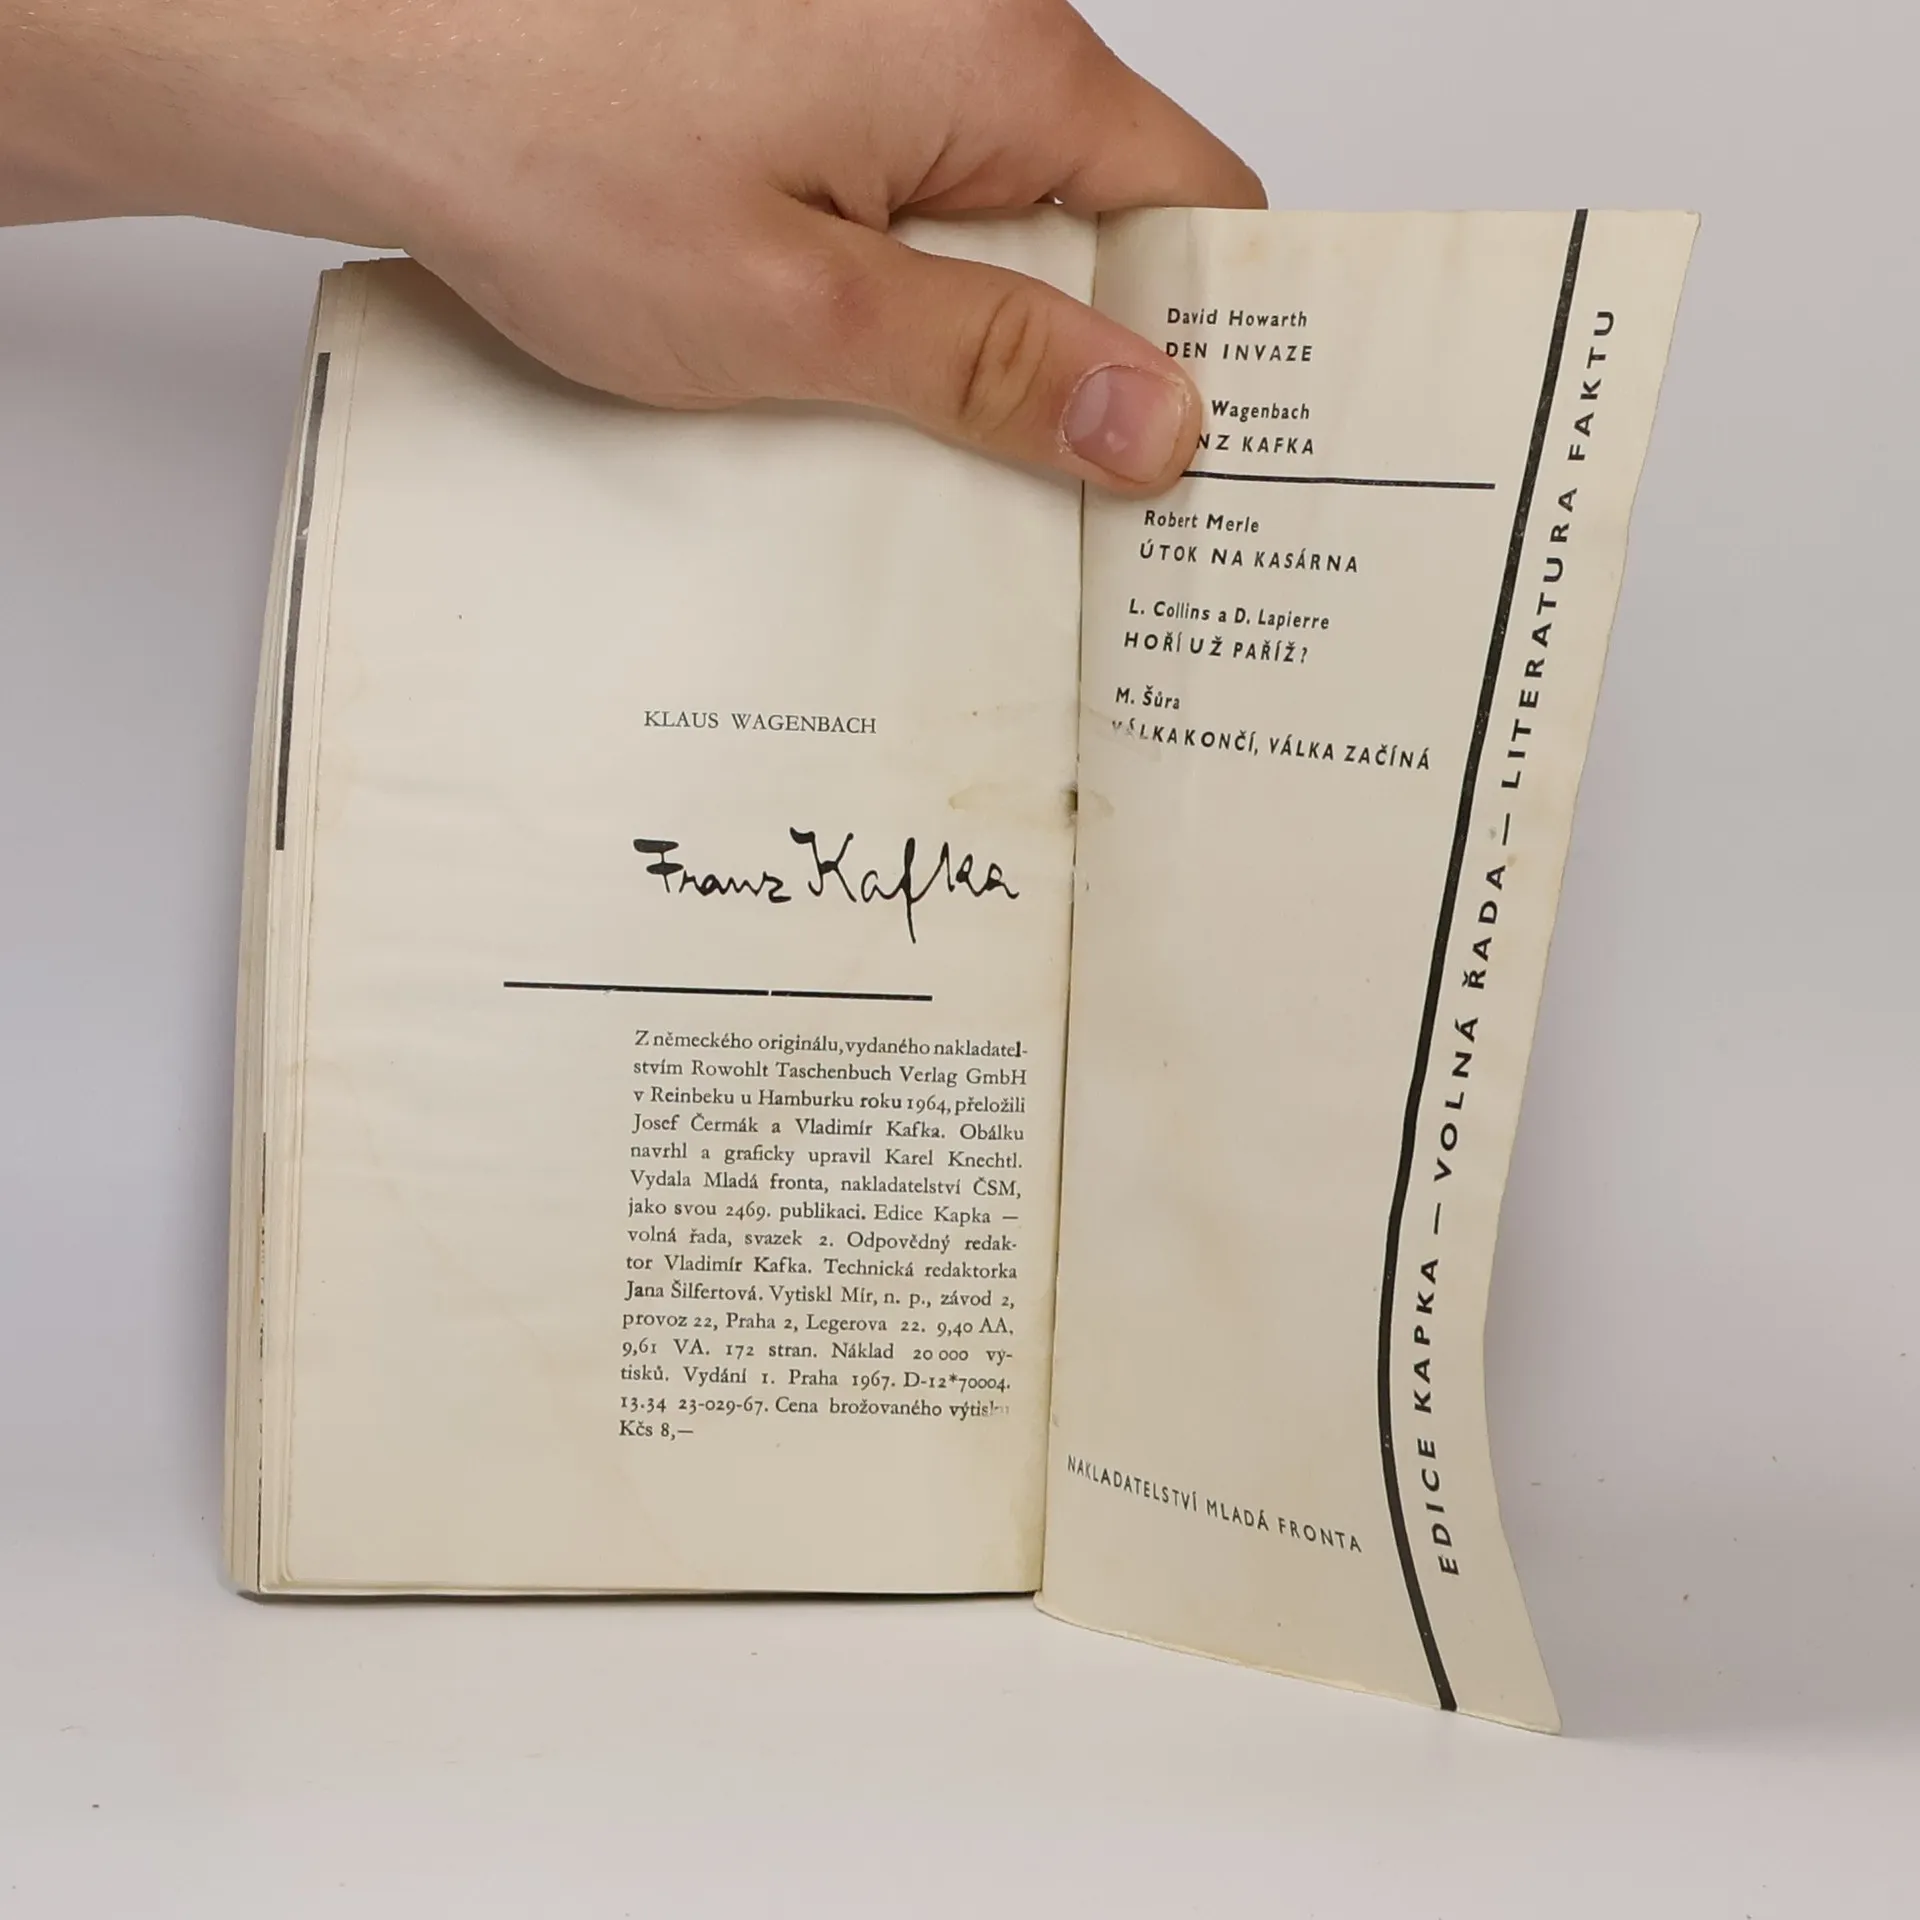 KLAUS WAGENBACH
Franz Kafka
Z německého originálu, vydaného nakladatel-
stvím Rowohlt Taschenbuch Verlag GmbH
v Reinbeku u Hamburku roku 1964, přeložili
Josef Čermák a Vladimír Kafka. Obálku
navrhl a graficky upravil Karel Knechtl.
Vydala Mladá fronta, nakladatelství ČSM,
jako svou 2469. publikaci. Edice Kapka —
volná řada, svazek 2. Odpovědný redak-
tor Vladimír Kafka. Technická redaktorka
Jana Šilfertová. Vytiskl Mír, n. p., závod 2,
provoz 22, Praha 2, Legerova 22. 9,40 AA,
9,61 VA. 172 stran. Náklad 20 000 vý-
tisků. Vydání 1. Praha 1967. D-12*70004.
13.34 23-029-67. Cena brožovaného
Kčs 8,—
David Howarth
DEN INVAZE
Wagenbach
KAFKA
Robert Merle
ÚTOK NA KASÁRNA
L. Collins a D. Lapierre
HOŘÍ UŽ PAŘÍŽ?
M. Šůra
VÁLKA KONČÍ, VÁLKA ZAČÍNÁ
NAKLADATELSTVÍ MLADÁ FRONTA
EDICE KAPKA — VOLNÁ ŘADA — LITERATURA FAKTU